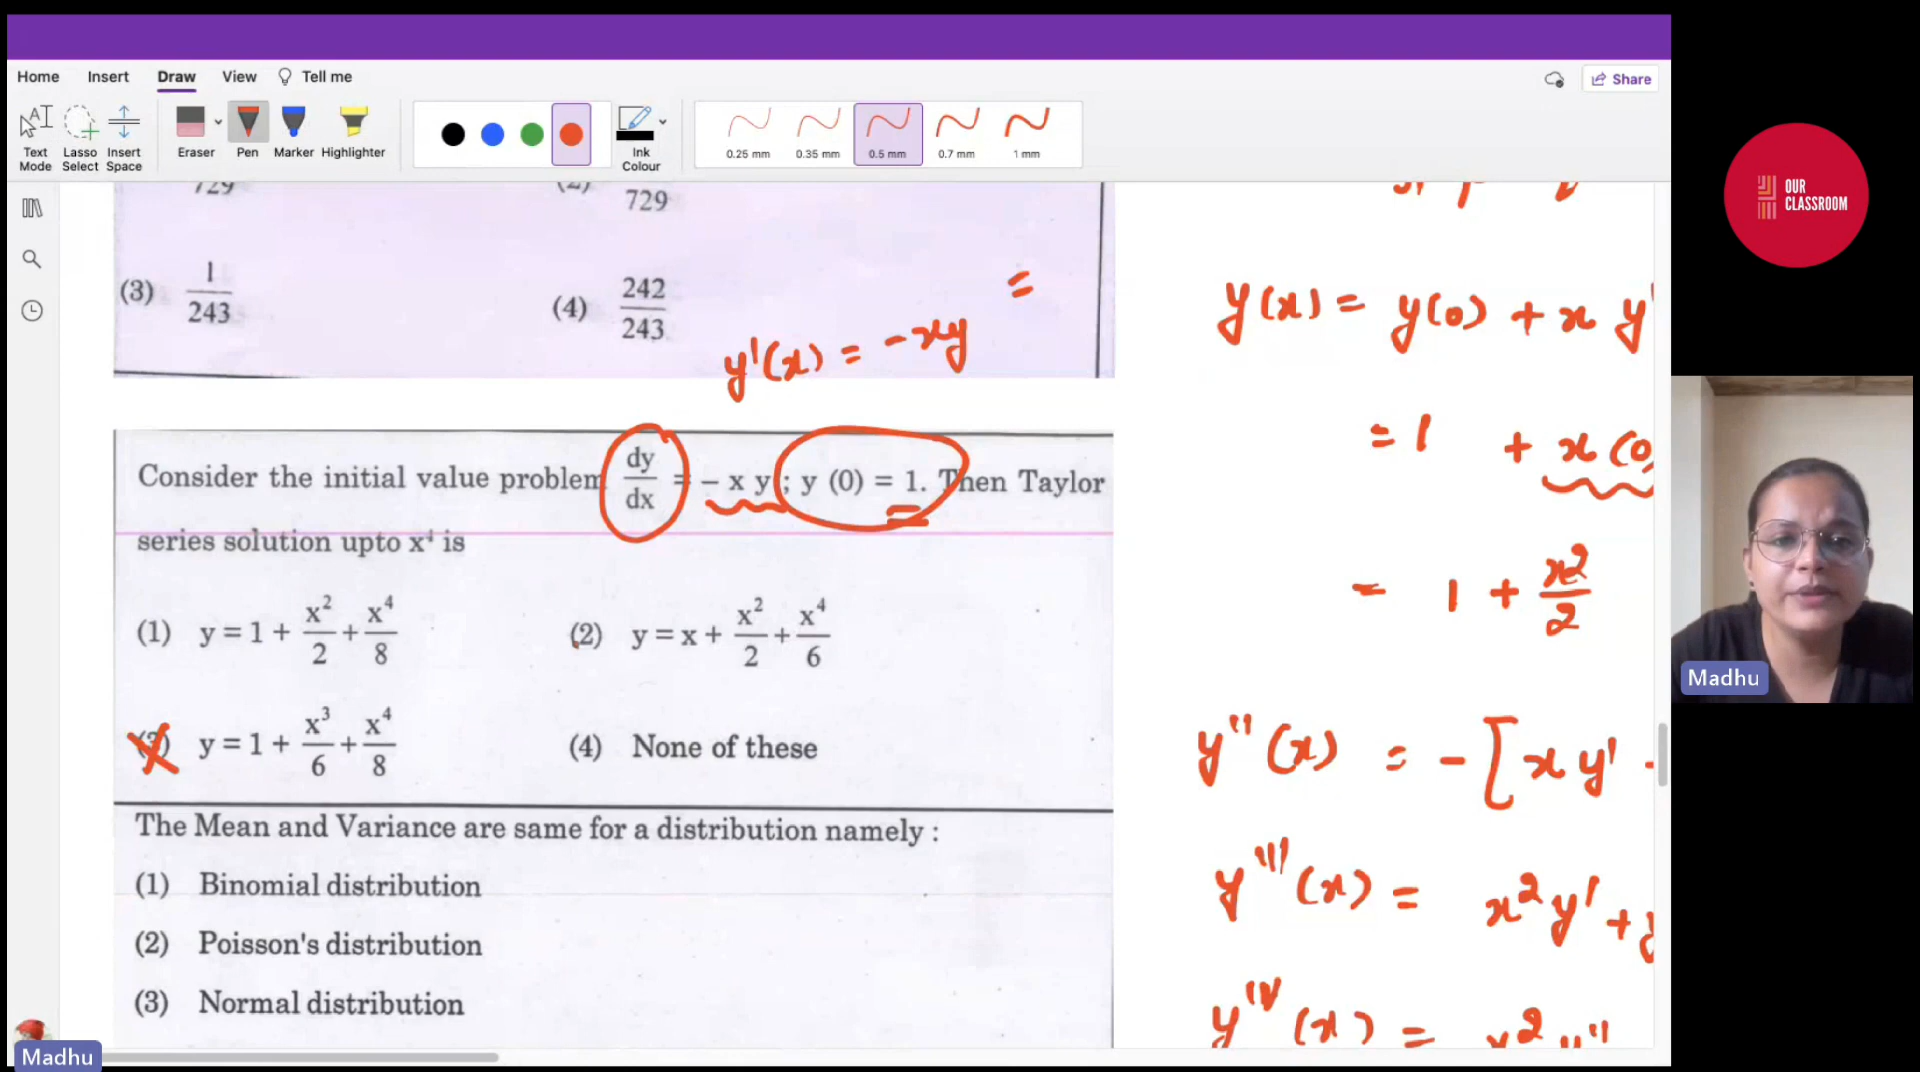 Home Insert Draw View Tell me
Share
Text Mode
Lasso Select
Insert Space
Eraser
Pen
Marker
Highlighter
Ink Colour
0.25 mm
0.35 mm
0.5 mm
0.7 mm
1 mm
OUR CLASSROOM
729
(2)
729
(3) 1/243
(4) 242/243
=
y'(x) = -xy
Consider the initial value problem dy/dx = – x y ; y (0) = 1. Then Taylor
series solution upto x⁴ is
(1) y = 1 + x²/2 + x⁴/8
(2) y = x + x²/2 + x⁴/6
(3) y = 1 + x³/6 + x⁴/8
(4) None of these
The Mean and Variance are same for a distribution namely :
(1) Binomial distribution
(2) Poisson's distribution
(3) Normal distribution
y(x) = y(0) + x y'
= 1 + x(0)
= 1 + x²/2
y''(x) = - [x y'
y'''(x) = x²y' +
y''''(x) = x² y''
Madhu
Madhu